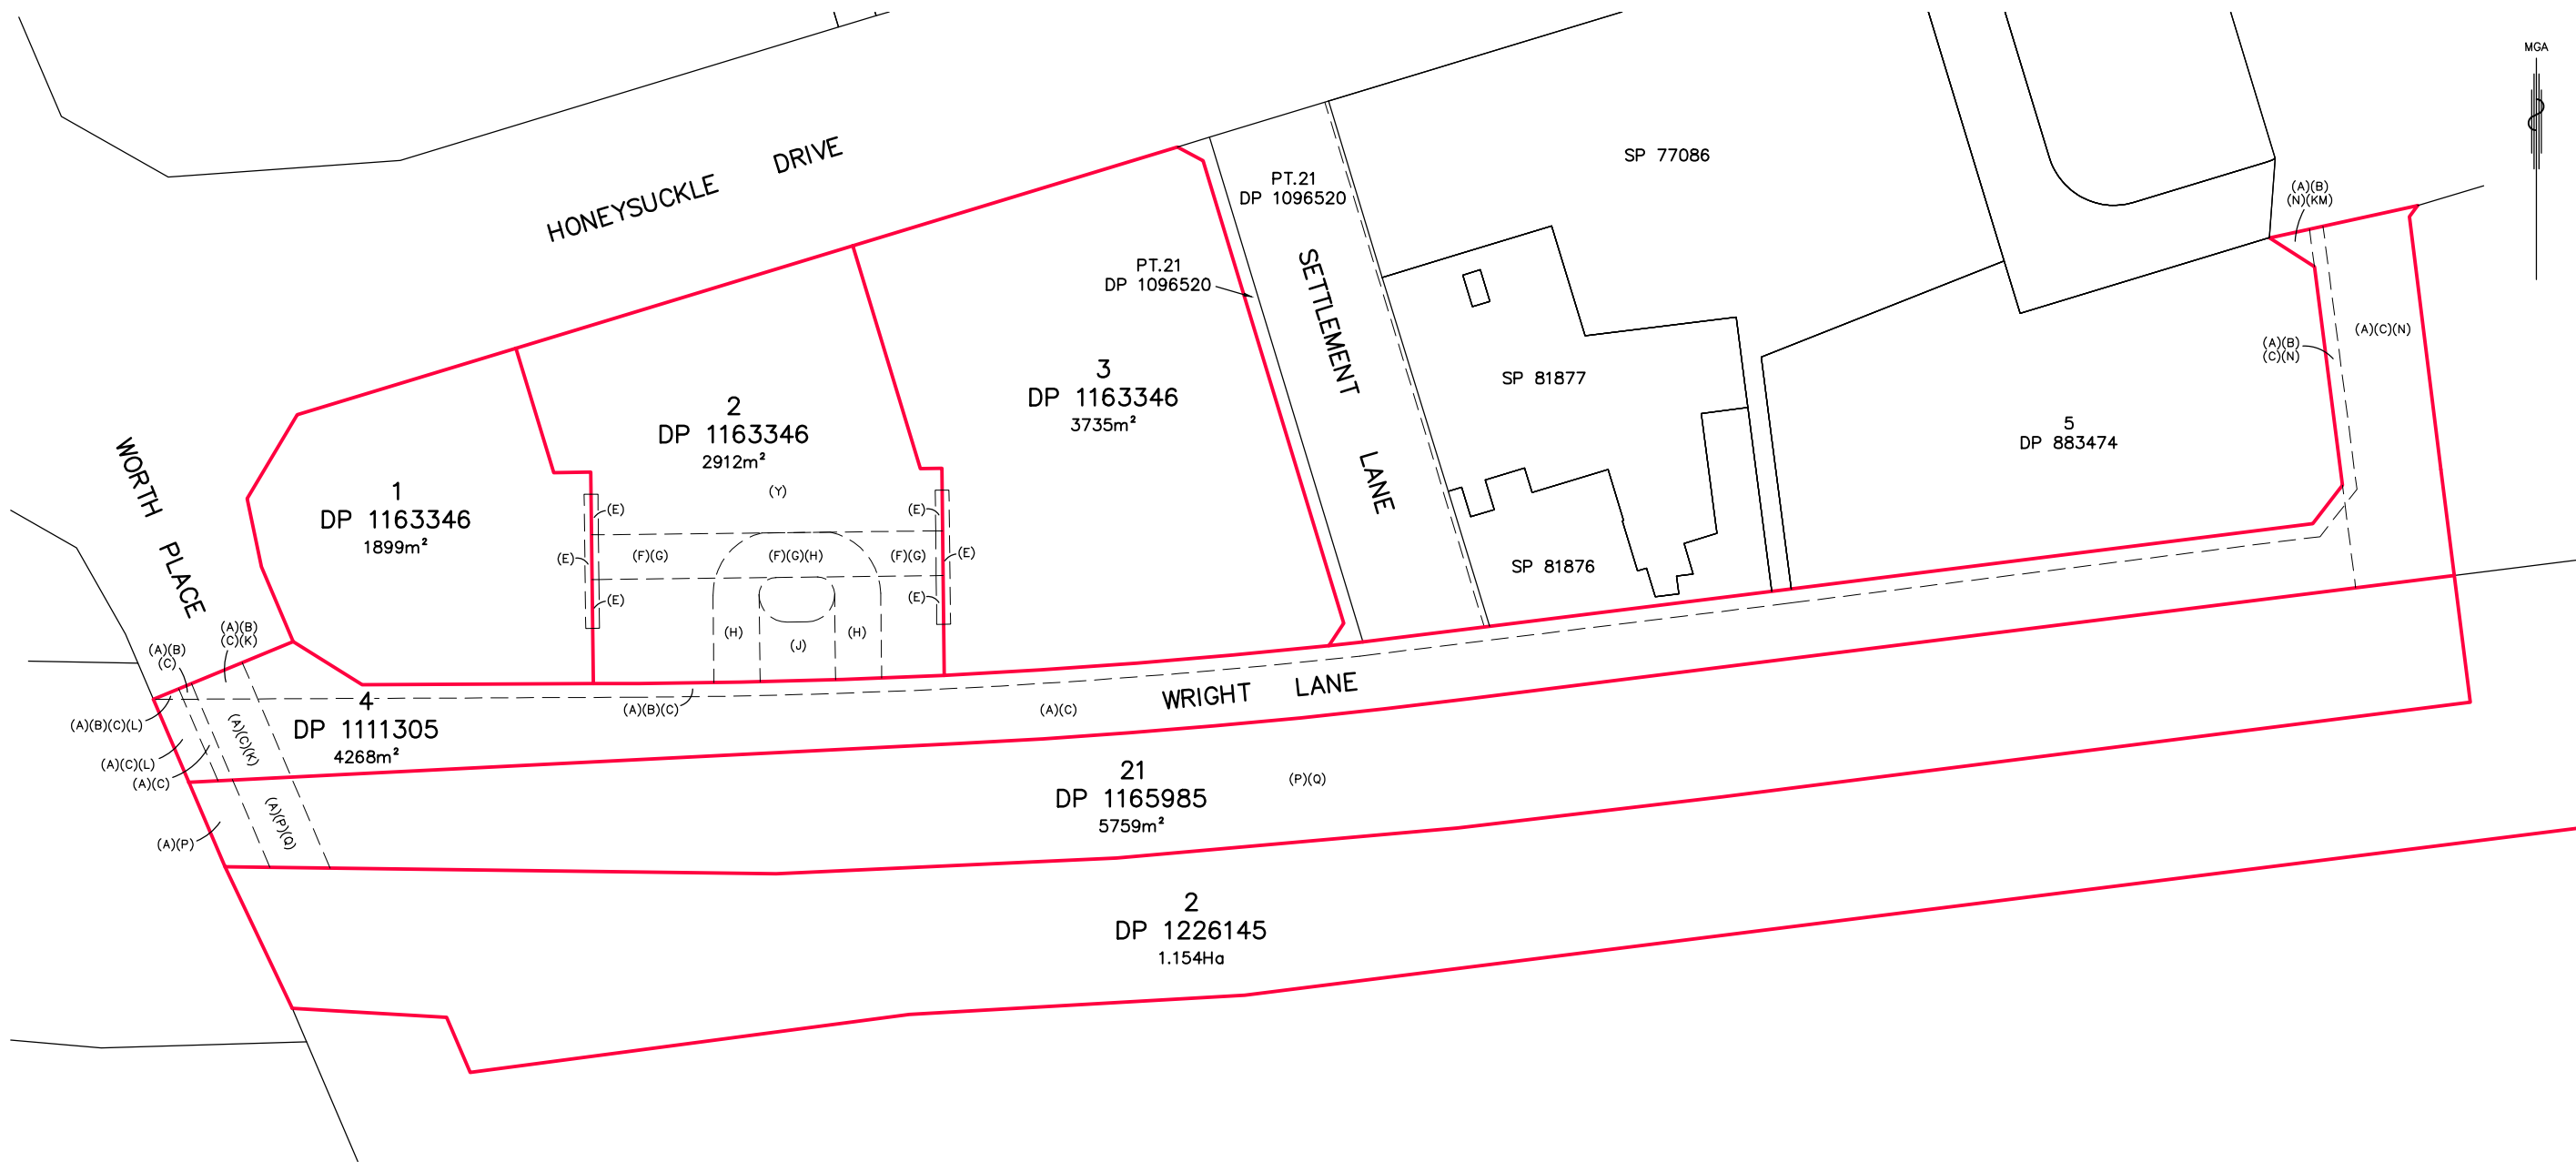 MGA
HONEYSUCKLE DRIVE
PT.21
DP 1096520
SP 77086
(A)(B)
(N)(KM)
PT.21
DP 1096520
SETTLEMENT LANE
(A)(C)(N)
(A)(B)
(C)(N)
3
DP 1163346
3735m²
SP 81877
2
DP 1163346
2912m²
(Y)
5
DP 883474
WORTH PLACE
1
DP 1163346
1899m²
(E)
(E)
(E)
(F)(G)
(F)(G)(H)
(F)(G)
(E)
(E)
(E)
SP 81876
(H)
(J)
(H)
(A)(B)
(C)(K)
(A)(B)
(C)
(A)(B)(C)(L)
4
DP 1111305
4268m²
(A)(B)(C)
(A)(C)
WRIGHT LANE
(A)(C)(K)
(A)(C)(L)
(A)(C)
21
DP 1165985
5759m²
(P)(Q)
(A)(P)(Q)
(A)(P)
2
DP 1226145
1.154Ha